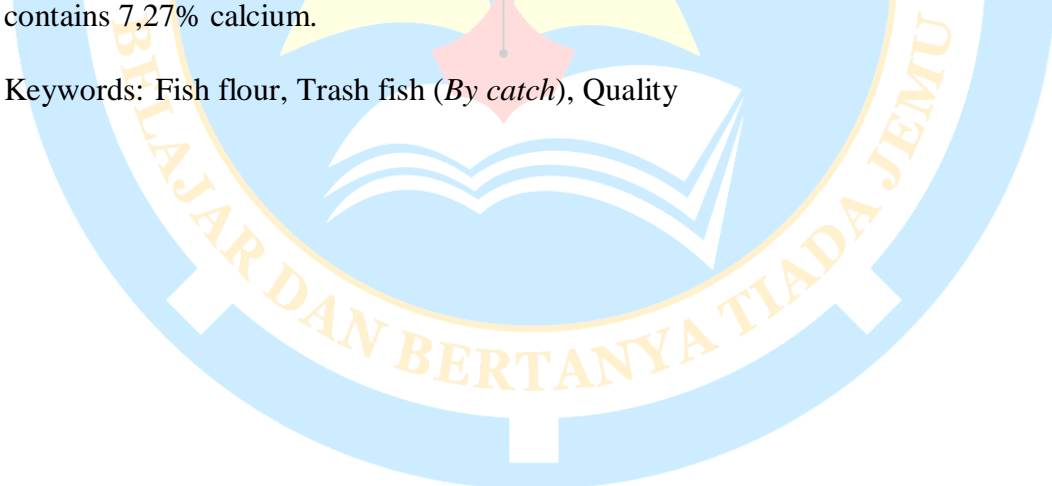 contains 7,27% calcium.
Keywords: Fish flour, Trash fish (By catch), Quality
BELAJAR DAN BERTANYA TIADA JEMU